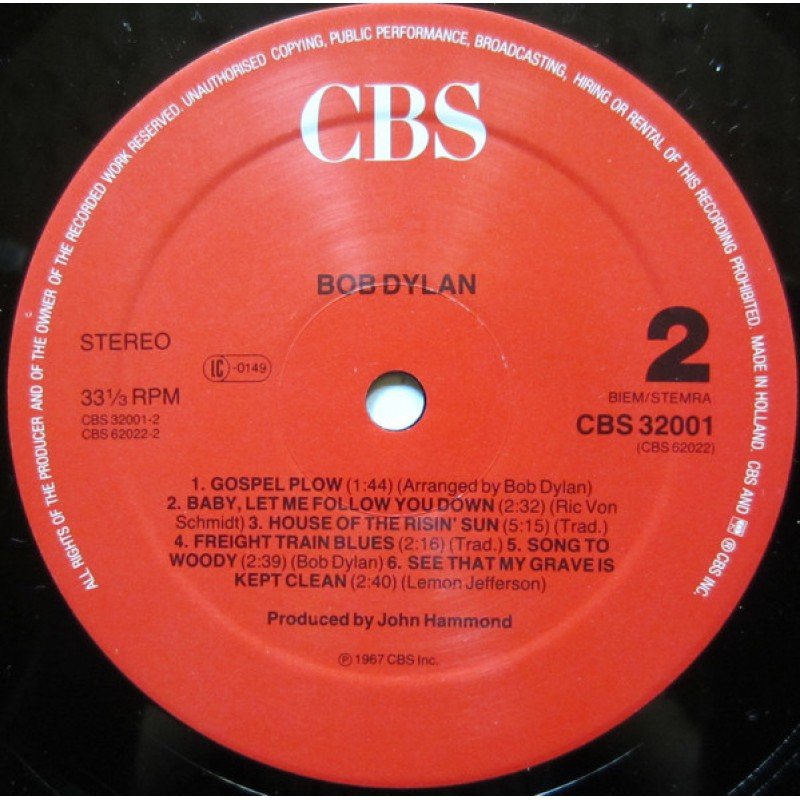 ALL RIGHTS OF THE PRODUCER AND OF THE OWNER OF THE RECORDED WORK RESERVED. UNAUTHORISED COPYING, PUBLIC PERFORMANCE, BROADCASTING, HIRING OR RENTAL OF THIS RECORDING PROHIBITED. MADE IN HOLLAND. CBS AND ℗ CBS INC.
CBS
BOB DYLAN
STEREO
LC -0149
33⅓ RPM
CBS 32001-2
CBS 62022-2
2
BIEM/STEMRA
CBS 32001
(CBS 62022)
1. GOSPEL PLOW (1:44) (Arranged by Bob Dylan)
2. BABY, LET ME FOLLOW YOU DOWN (2:32) (Ric Von
Schmidt) 3. HOUSE OF THE RISIN' SUN (5:15) (Trad.)
4. FREIGHT TRAIN BLUES (2:16) (Trad.) 5. SONG TO
WOODY (2:39) (Bob Dylan) 6. SEE THAT MY GRAVE IS
KEPT CLEAN (2:40) (Lemon Jefferson)
Produced by John Hammond
℗ 1967 CBS Inc.